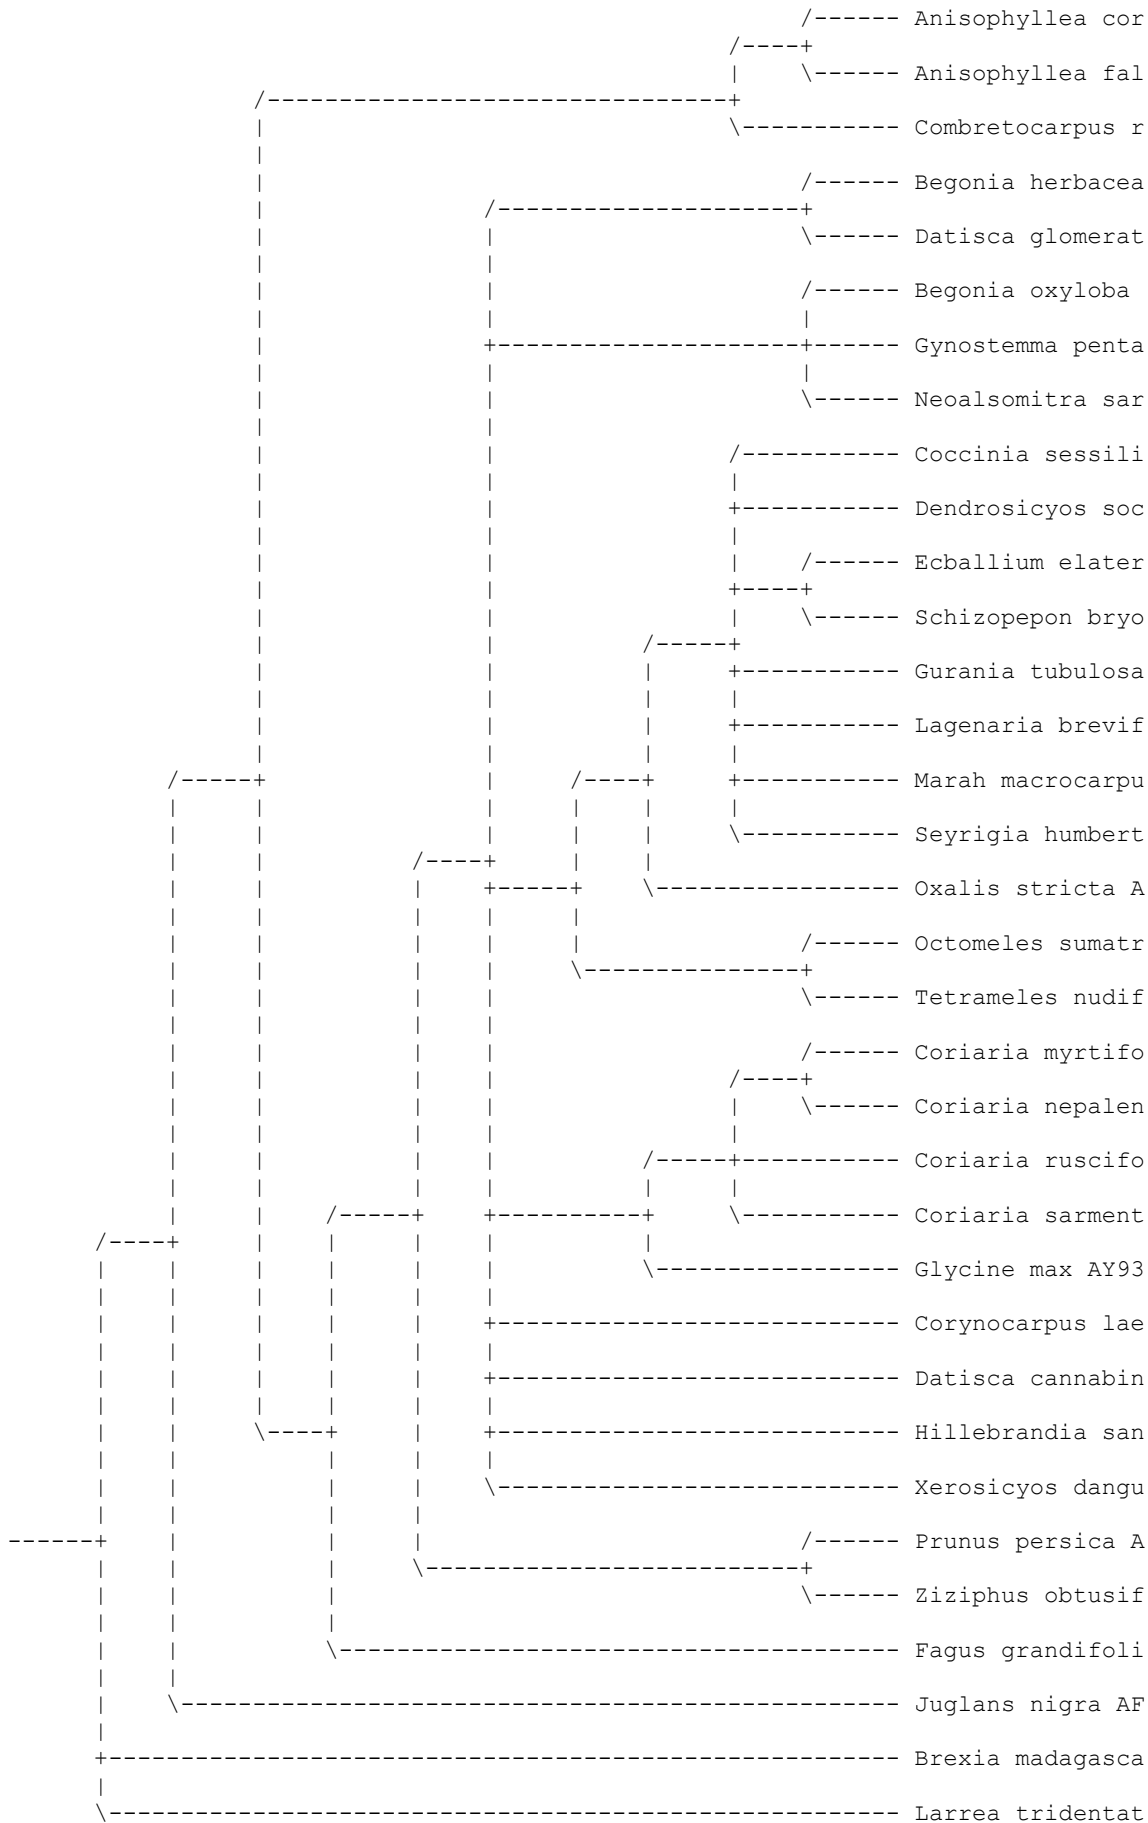 Anisophyllea cor
Anisophyllea fal
Combretocarpus r
Begonia herbacea
Datisca glomerat
Begonia oxyloba
Gynostemma penta
Neoalsomitra sar
Coccinia sessili
Dendrosicyos soc
Ecballium elater
Schizopepon bryo
Gurania tubulosa
Lagenaria brevif
Marah macrocarpu
Seyrigia humbert
Oxalis stricta A
Octomeles sumatr
Tetrameles nudif
Coriaria myrtifo
Coriaria nepalen
Coriaria ruscifo
Coriaria sarment
Glycine max AY93
Corynocarpus lae
Datisca cannabin
Hillebrandia san
Xerosicyos dangu
Prunus persica A
Ziziphus obtusif
Fagus grandifoli
Juglans nigra AF
Brexia madagasca
Larrea tridentat